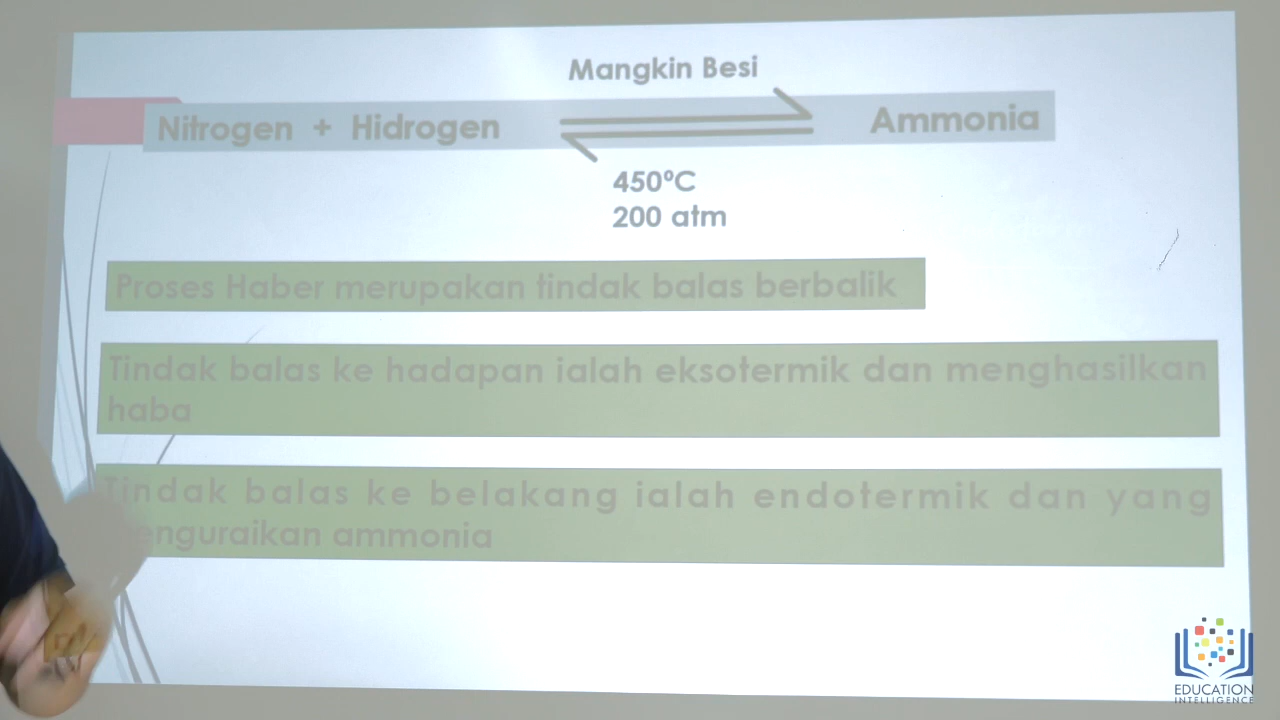 Mangkin Besi
Nitrogen + Hidrogen
Ammonia
450°C
200 atm
Proses Haber merupakan tindak balas berbalik
Tindak balas ke hadapan ialah eksotermik dan menghasilkan
haba
Tindak balas ke belakang ialah endotermik dan yang
menguraikan ammonia
EDUCATION
INTELLIGENCE